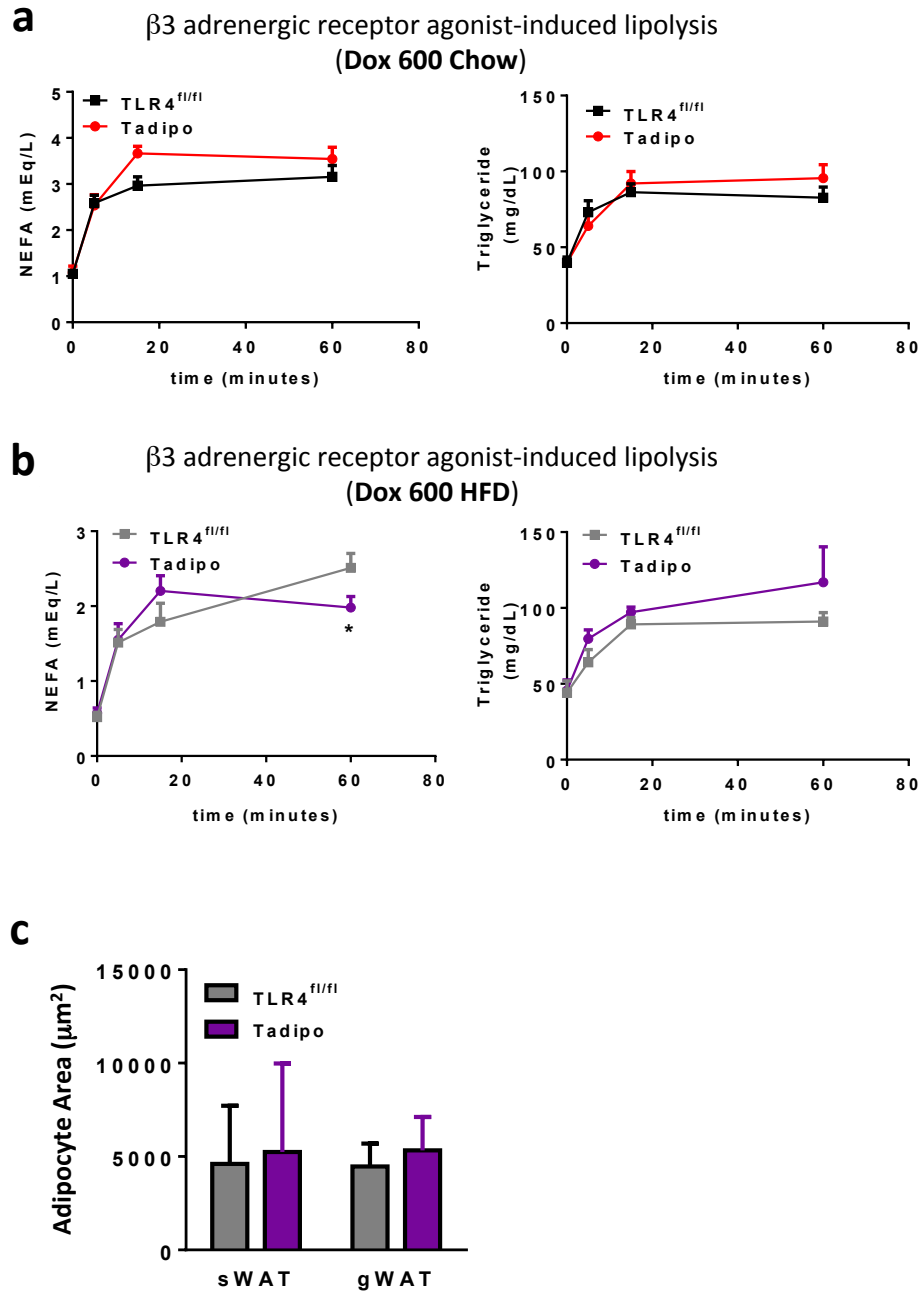 a
β3 adrenergic receptor agonist-induced lipolysis
(Dox 600 Chow)
TLR4fl/fl
Tadipo
NEFA (mEq/L)
5
4
3
2
1
0
0 20 40 60 80
time (minutes)
TLR4fl/fl
Tadipo
Triglyceride
(mg/dL)
150
100
50
0
0 20 40 60 80
time (minutes)
b
β3 adrenergic receptor agonist-induced lipolysis
(Dox 600 HFD)
TLR4fl/fl
Tadipo
NEFA (mEq/L)
3
2
1
0
*
0 20 40 60 80
time (minutes)
TLR4fl/fl
Tadipo
Triglyceride
(mg/dL)
150
100
50
0
0 20 40 60 80
time (minutes)
c
TLR4fl/fl
Tadipo
Adipocyte Area (μm²)
15000
10000
5000
0
sWAT gWAT